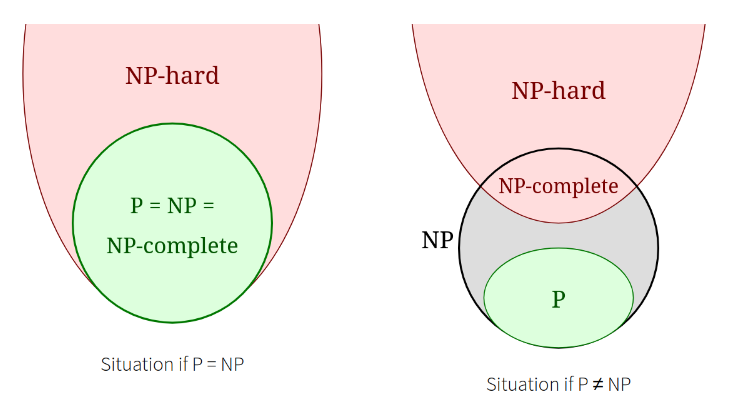 NP-hard
P = NP =
NP-complete
Situation if P = NP
NP-hard
NP-complete
NP
P
Situation if P ≠ NP